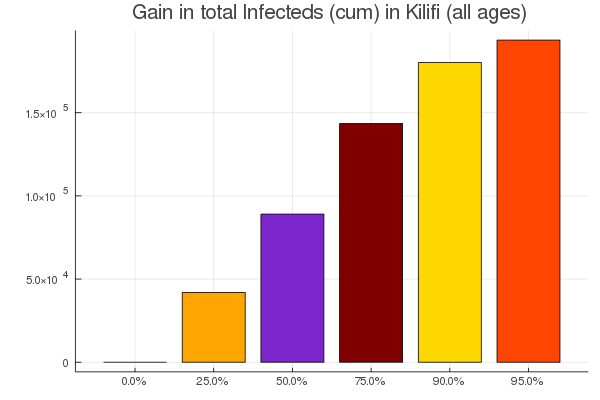 Gain in total Infecteds (cum) in Kilifi (all ages)
1.5×10 5
1.0×10 5
5.0×10 4
0
0.0% 25.0% 50.0% 75.0% 90.0% 95.0%